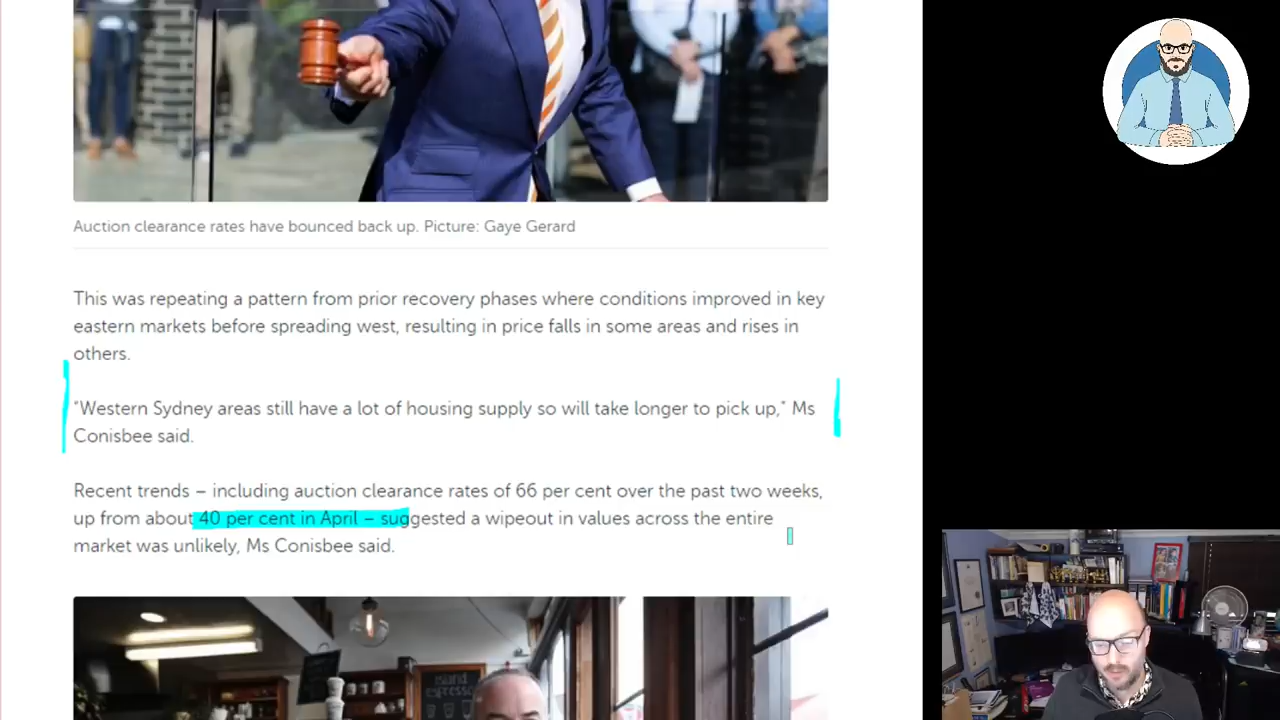 Auction clearance rates have bounced back up. Picture: Gaye Gerard
This was repeating a pattern from prior recovery phases where conditions improved in key
eastern markets before spreading west, resulting in price falls in some areas and rises in
others.
"Western Sydney areas still have a lot of housing supply so will take longer to pick up," Ms
Conisbee said.
Recent trends – including auction clearance rates of 66 per cent over the past two weeks,
up from about 40 per cent in April – suggested a wipeout in values across the entire
market was unlikely, Ms Conisbee said.
island
espresso